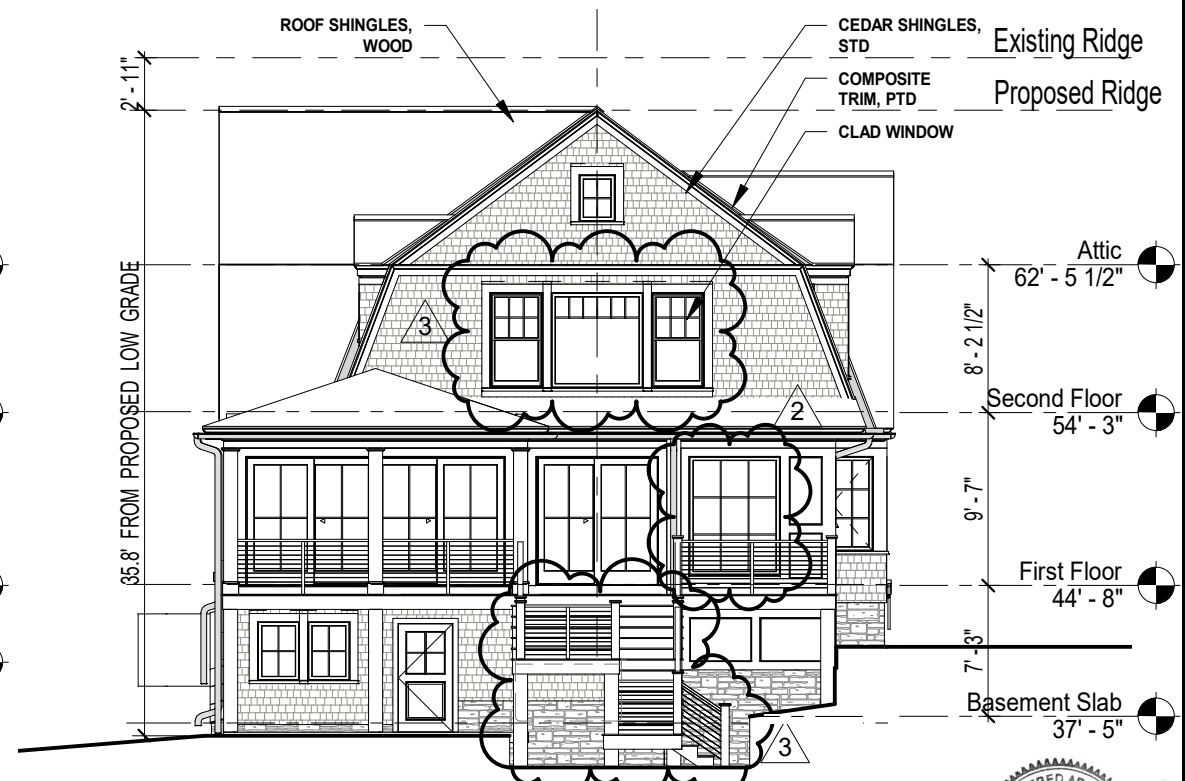 ROOF SHINGLES,
WOOD
CEDAR SHINGLES,
STD
Existing Ridge
COMPOSITE
TRIM, PTD
Proposed Ridge
CLAD WINDOW
2' - 11"
35.8' FROM PROPOSED LOW GRADE
Attic
62' - 5 1/2"
3
8' - 2 1/2"
2
Second Floor
54' - 3"
9' - 7"
First Floor
44' - 8"
7' - 3"
Basement Slab
37' - 5"
3